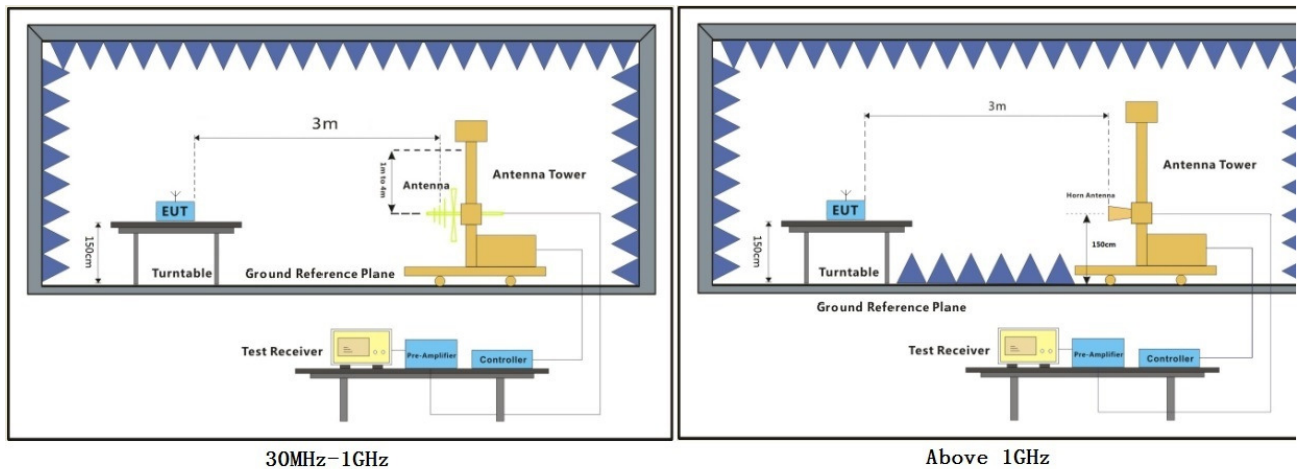 3m
1m to 4m
Antenna
Antenna Tower
EUT
150cm
Turntable
Ground Reference Plane
Test Receiver
Pre-Amplifier
Controller
30MHz-1GHz
3m
Antenna Tower
Horn Antenna
EUT
150cm
150cm
Turntable
Ground Reference Plane
Test Receiver
Pre-Amplifier
Controller
Above 1GHz